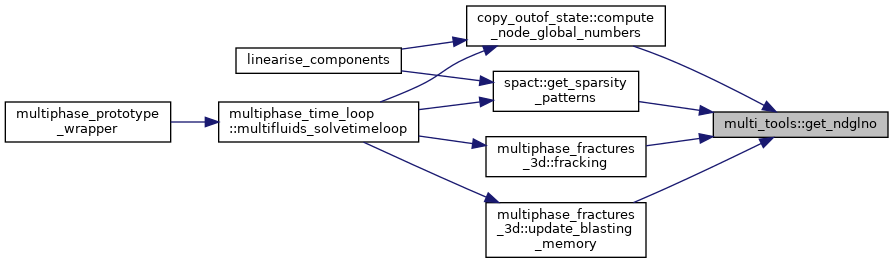 copy_outof_state::compute
_node_global_numbers
linearise_components
spact::get_sparsity
_patterns
multiphase_prototype
_wrapper
multiphase_time_loop
::multifluids_solvetimeloop
multi_tools::get_ndglno
multiphase_fractures
_3d::fracking
multiphase_fractures
_3d::update_blasting
_memory